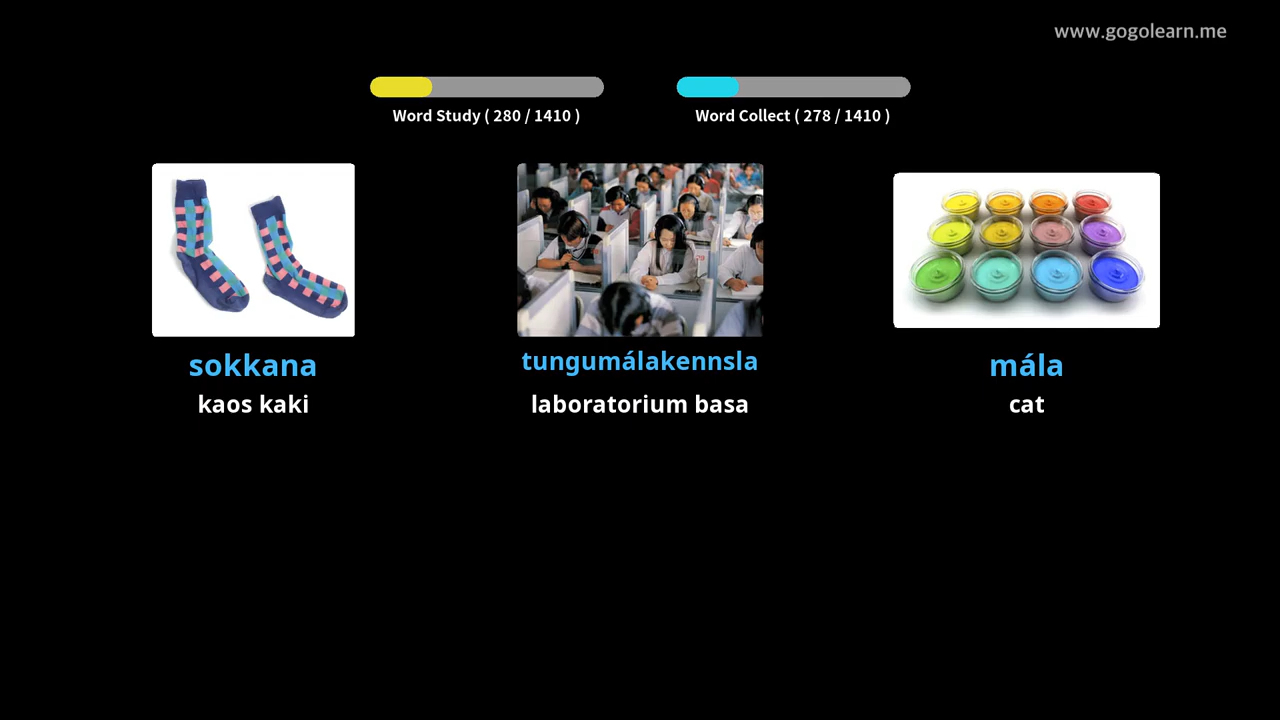 www.gogolearn.me
Word Study ( 280 / 1410 )
Word Collect ( 278 / 1410 )
sokkana
kaos kaki
tungumálakennsla
laboratorium basa
mála
cat